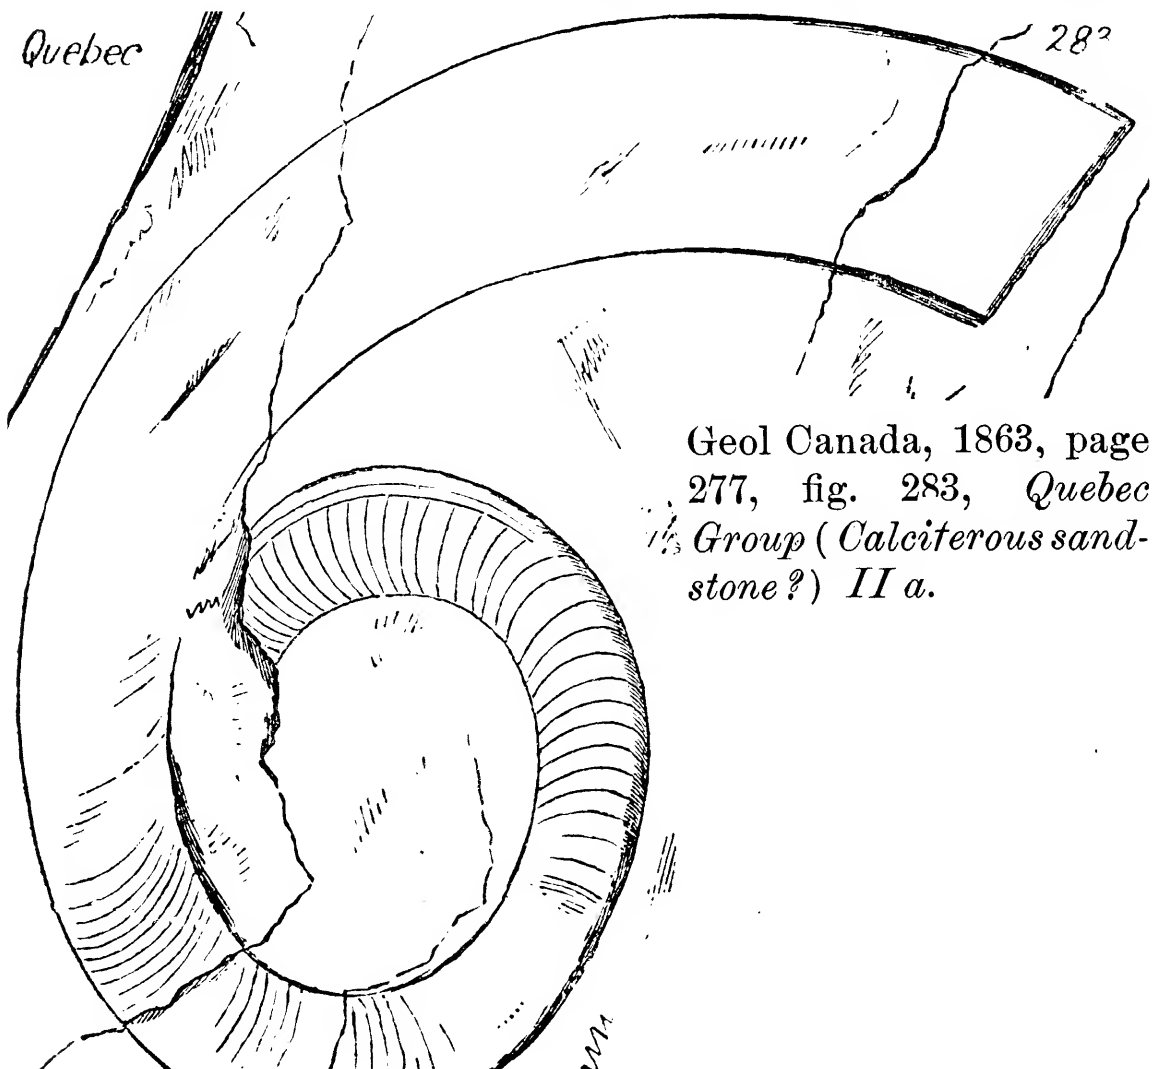 Quebec
283
Geol Canada, 1863, page
277, fig. 283, Quebec
Group (Calciterous sand-
stone?) II a.